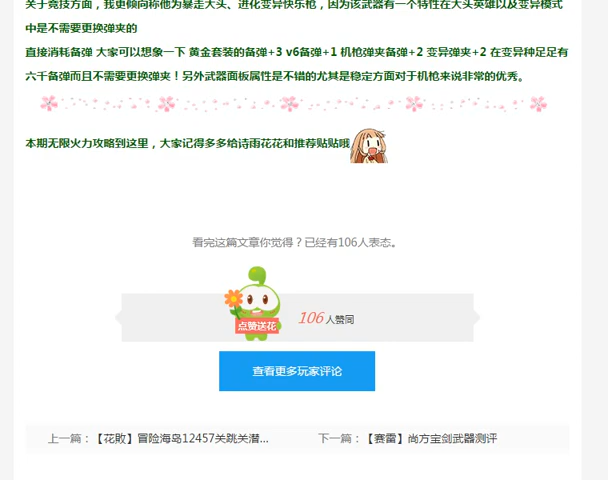 关于竞技方面，我更倾向称他为暴走大头、进化变异快乐枪，因为该武器有一个特性在大头英雄以及变异模式
中是不需要更换弹夹的
直接消耗备弹 大家可以想象一下 黄金套装的备弹+3 v6备弹+1 机枪弹夹备弹+2 变异弹夹+2 在变异种足足有
六千备弹而且不需要更换弹夹！另外武器面板属性是不错的尤其是稳定方面对于机枪来说非常的优秀。
本期无限火力攻略到这里，大家记得多多给诗雨花花和推荐贴贴哦
看完这篇文章你觉得？已经有106人表态。
点赞送花
106 人赞同
查看更多玩家评论
上一篇：【花敗】冒险海岛12457关跳关潜...
下一篇：【赛雷】尚方宝剑武器测评